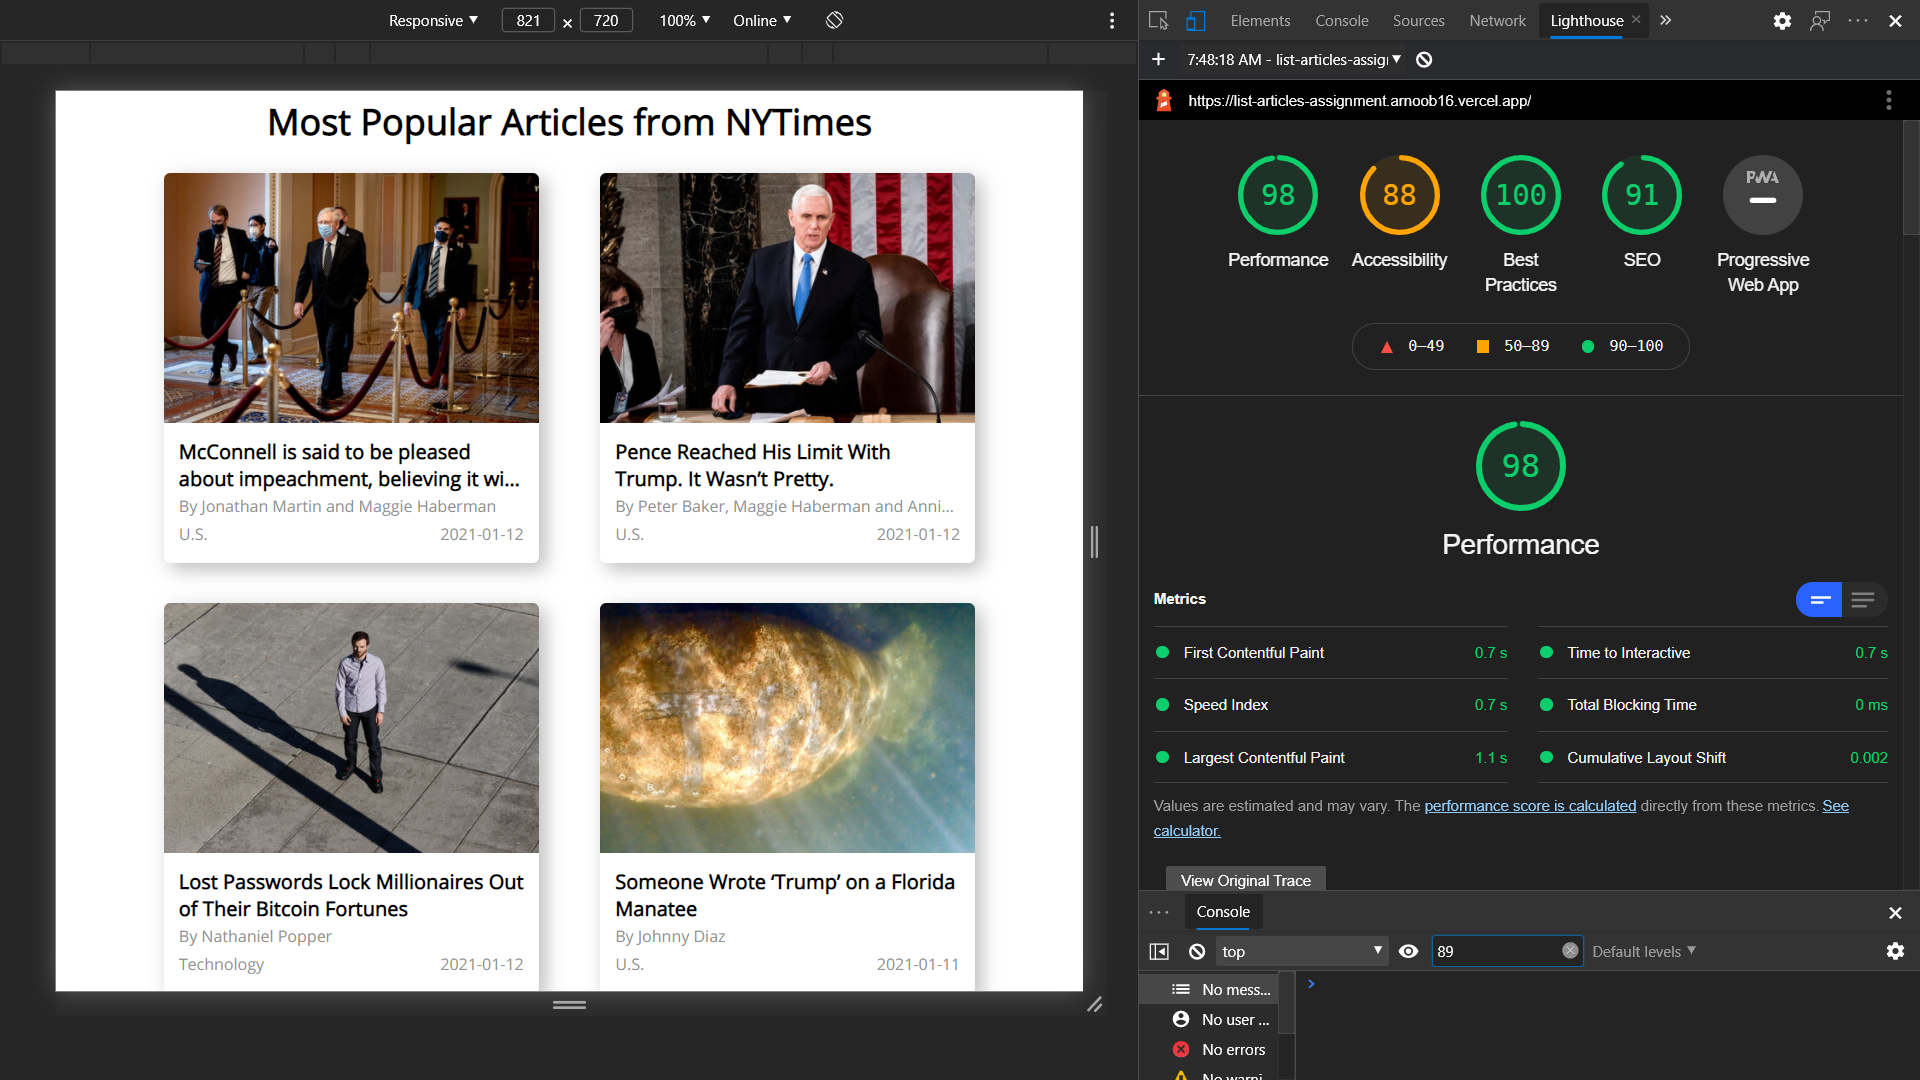 Responsive
821
×
720
100%
Online
Most Popular Articles from NYTimes
McConnell is said to be pleased
about impeachment, believing it wi...
By Jonathan Martin and Maggie Haberman
U.S.
2021-01-12
Pence Reached His Limit With
Trump. It Wasn’t Pretty.
By Peter Baker, Maggie Haberman and Anni...
U.S.
2021-01-12
Lost Passwords Lock Millionaires Out
of Their Bitcoin Fortunes
By Nathaniel Popper
Technology
2021-01-12
Someone Wrote ‘Trump’ on a Florida
Manatee
By Johnny Diaz
U.S.
2021-01-11
Elements
Console
Sources
Network
Lighthouse
7:48:18 AM - list-articles-assig
https://list-articles-assignment.arnoob16.vercel.app/
98
Performance
88
Accessibility
100
Best
Practices
91
SEO
PWA
Progressive
Web App
0–49
50–89
90–100
98
Performance
Metrics
First Contentful Paint
0.7 s
Time to Interactive
0.7 s
Speed Index
0.7 s
Total Blocking Time
0 ms
Largest Contentful Paint
1.1 s
Cumulative Layout Shift
0.002
Values are estimated and may vary. The performance score is calculated directly from these metrics. See
calculator.
View Original Trace
Console
top
89
Default levels
No mess...
No user ...
No errors
No warni